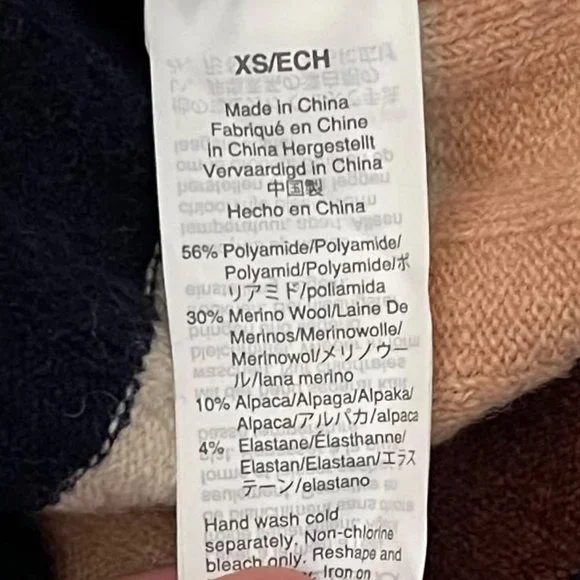 XS/ECH
Made in China
Fabriqué en Chine
In China Hergestellt
Vervaardigd in China
中国製
Hecho en China
56% Polyamide/Polyamide/
Polyamid/Polyamide/ポ
リアミド/poliamida
30% Merino Wool/Laine De
Merinos/Merinowolle/
Merinowol/メリノウー
ル/lana merino
10% Alpaca/Alpaga/Alpaka/
Alpaca/アルパカ/alpaca
4% Elastane/Élasthanne/
Elastan/Elastaan/エラス
テーン/elastano
Hand wash cold
separately, Non-chlorine
bleach only. Reshape and
Iron on